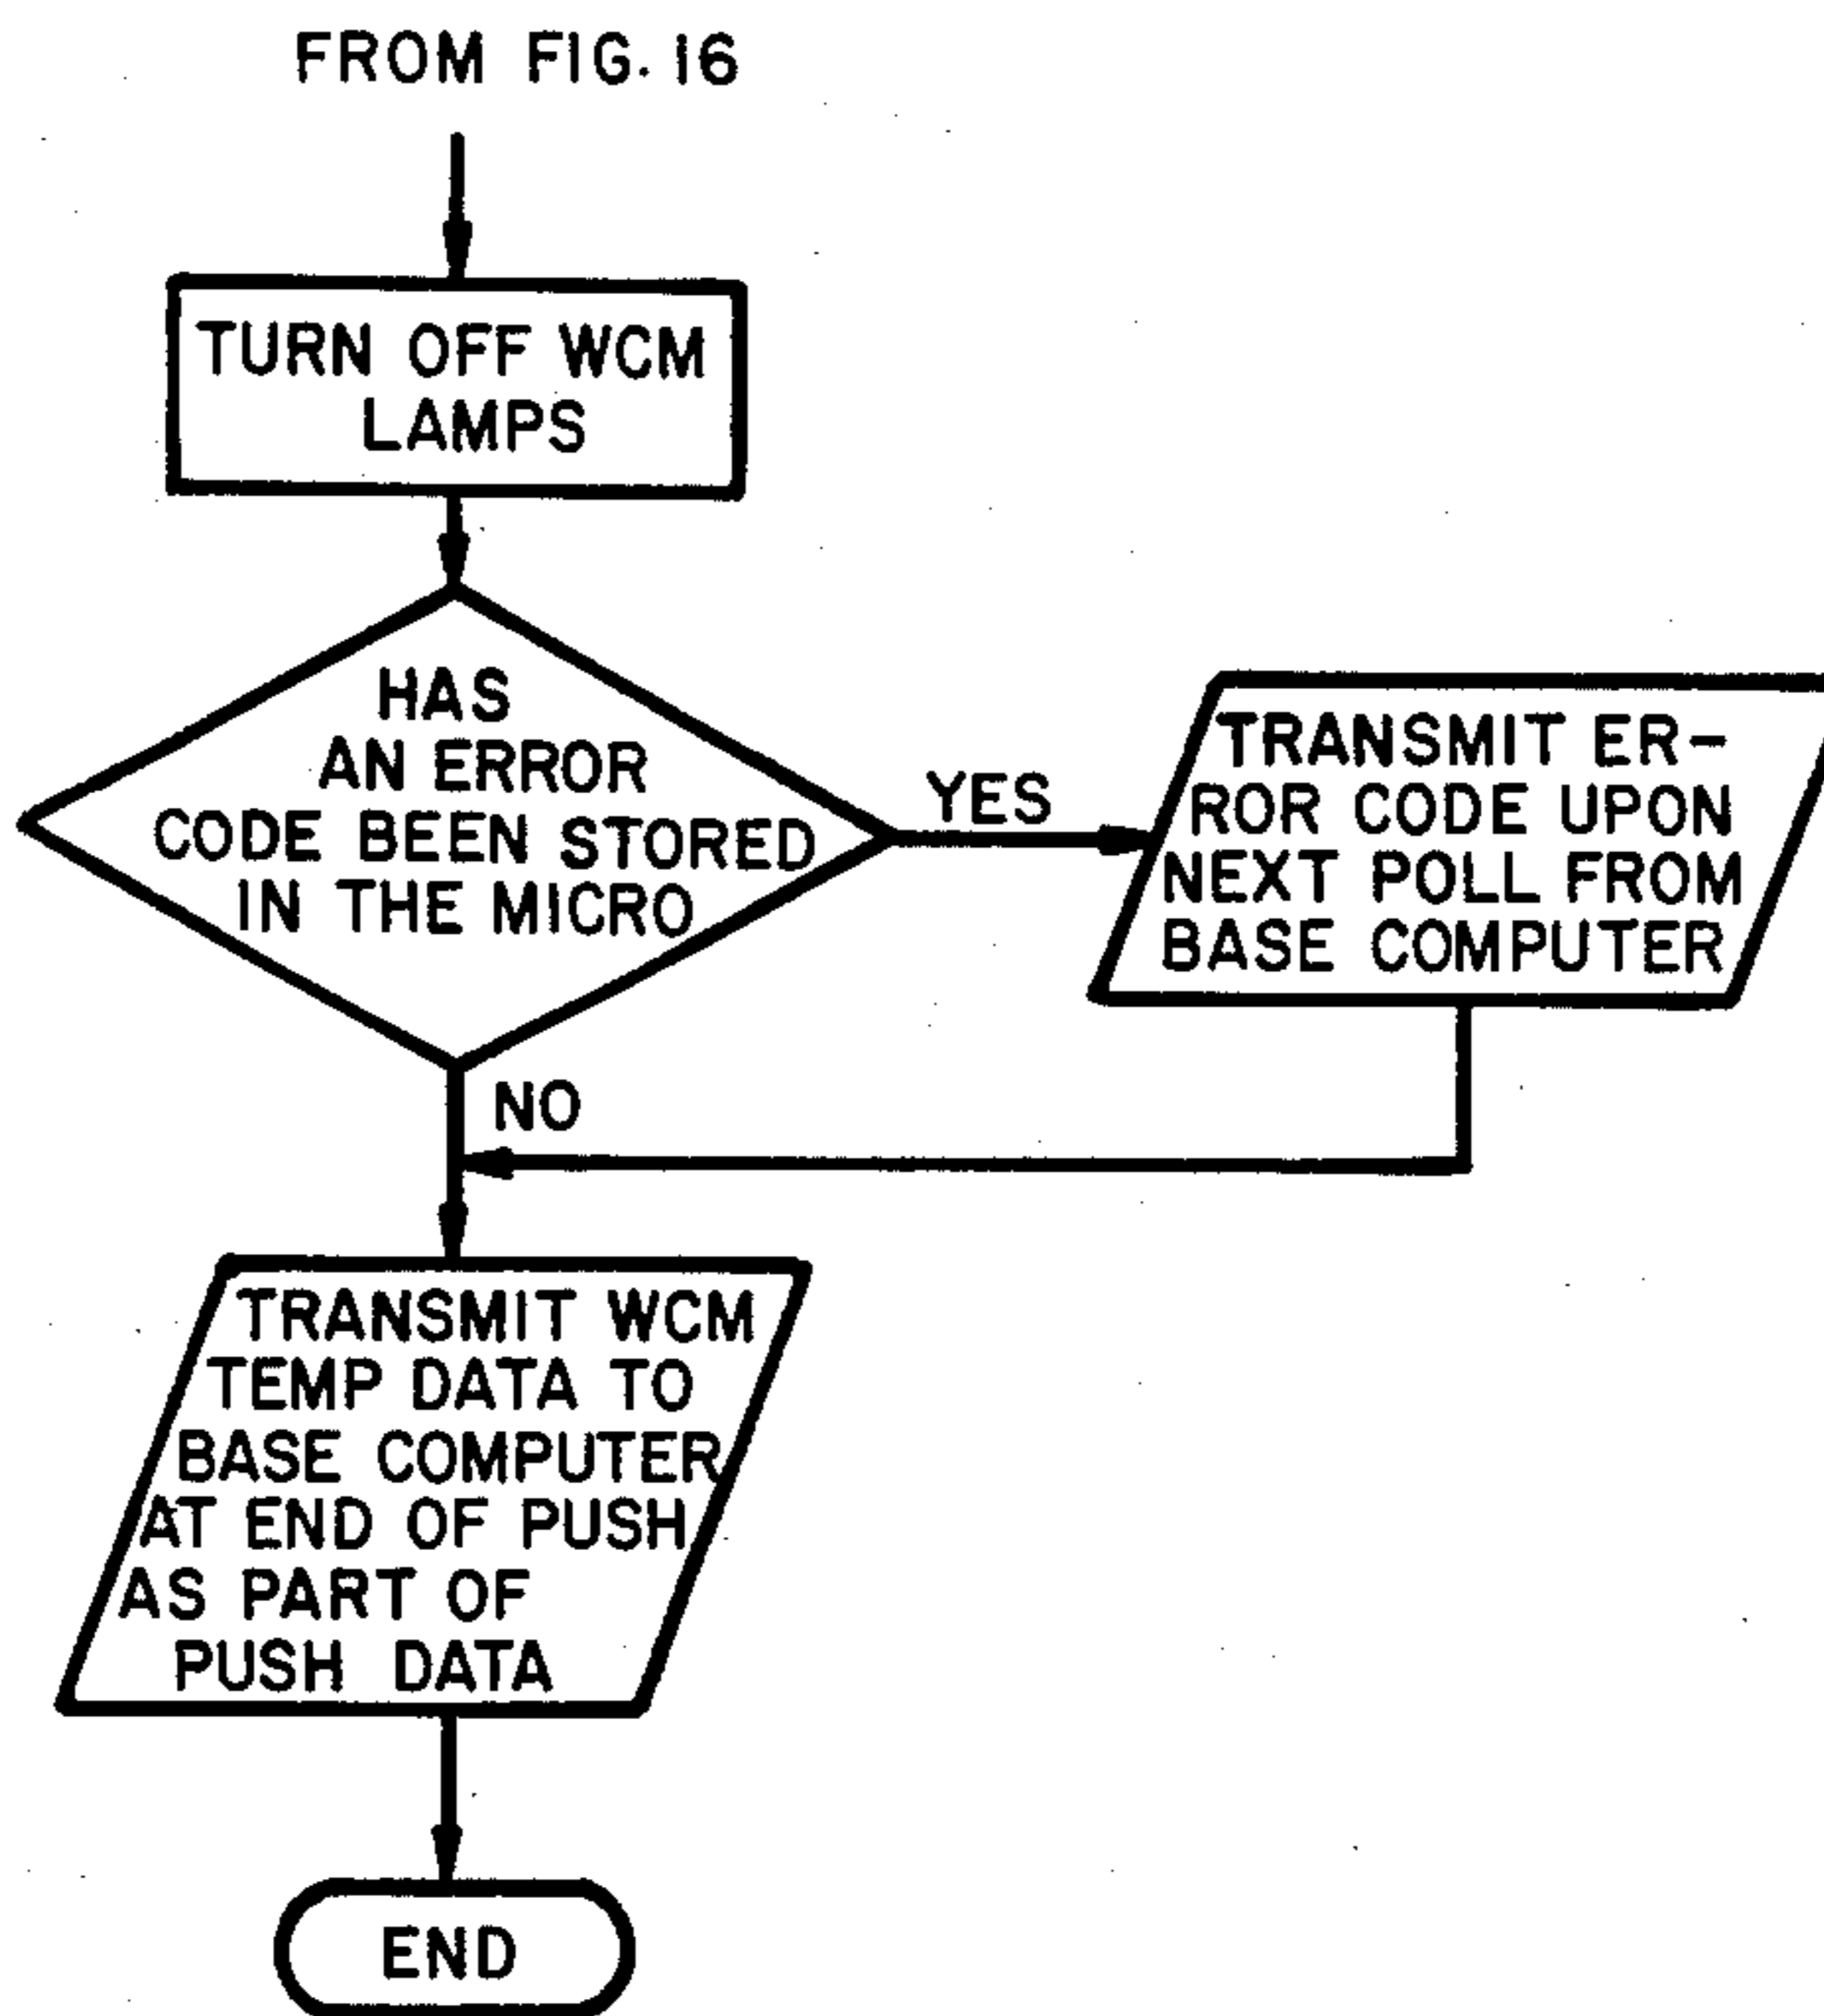 FROM FIG. 16
TURN OFF WCM
LAMPS
HAS
AN ERROR
CODE BEEN STORED
IN THE MICRO
YES
TRANSMIT ER-
ROR CODE UPON
NEXT POLL FROM
BASE COMPUTER
NO
TRANSMIT WCM
TEMP DATA TO
BASE COMPUTER
AT END OF PUSH
AS PART OF
PUSH DATA
END